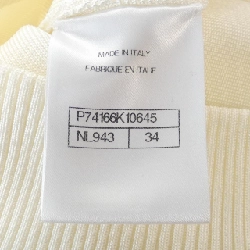 MADE IN ITALY
FABRIQUE EN ITALIE
P74166K10645
NL943 34